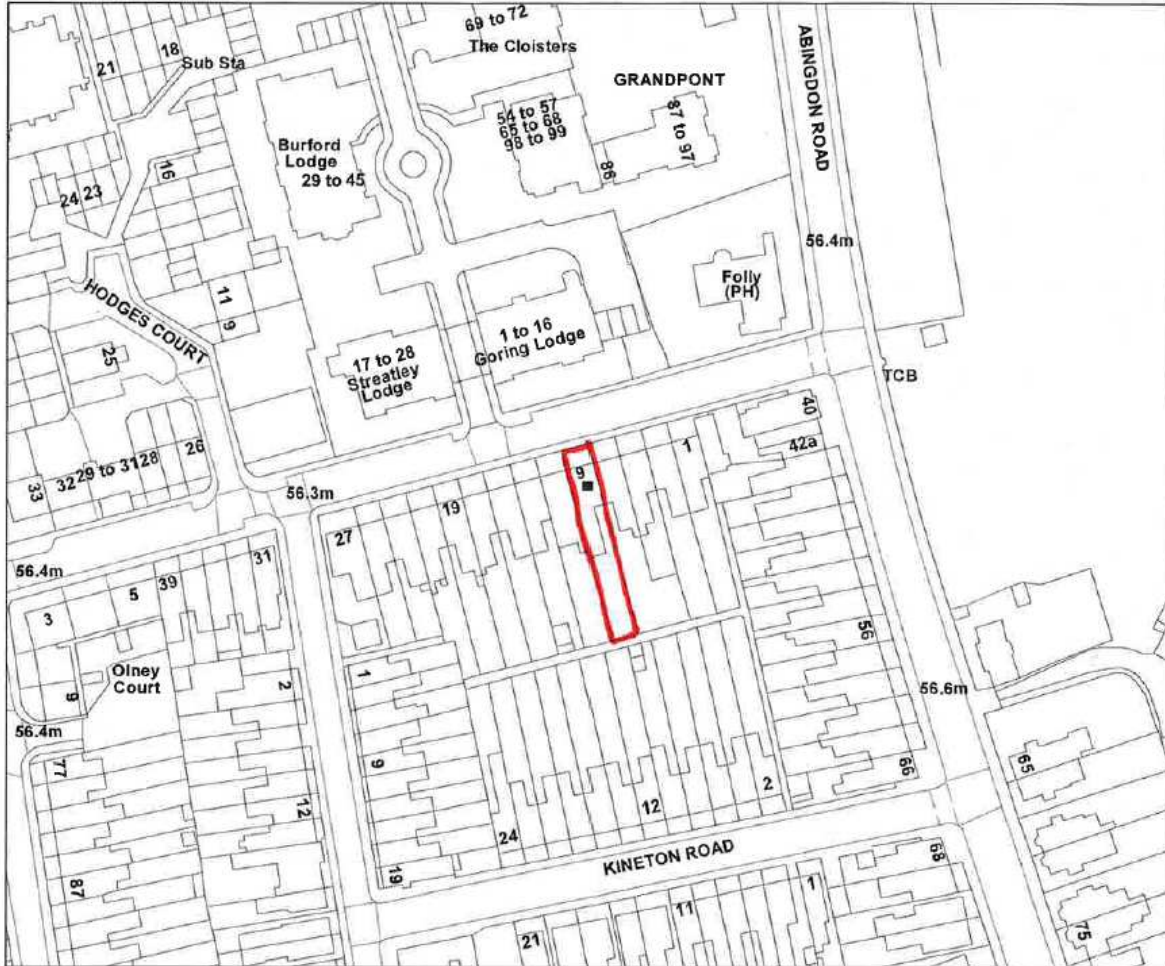 69 to 72
The Cloisters
GRANDPONT
ABINGDON ROAD
21
18
Sub Sta
54 to 57
65 to 68
98 to 99
87 to 97
86
Burford
Lodge
29 to 45
16
24
23
56.4m
Folly
(PH)
HODGES COURT
11
9
25
1 to 16
Goring Lodge
17 to 28
Streatley
Lodge
TCB
40
42a
1
9
26
28
29 to 31
32
33
56.3m
19
27
56.4m
31
39
5
3
9
Olney
Court
56.4m
2
1
56
56.6m
77
9
12
87
19
24
12
2
66
65
KINETON ROAD
68
1
11
21
75